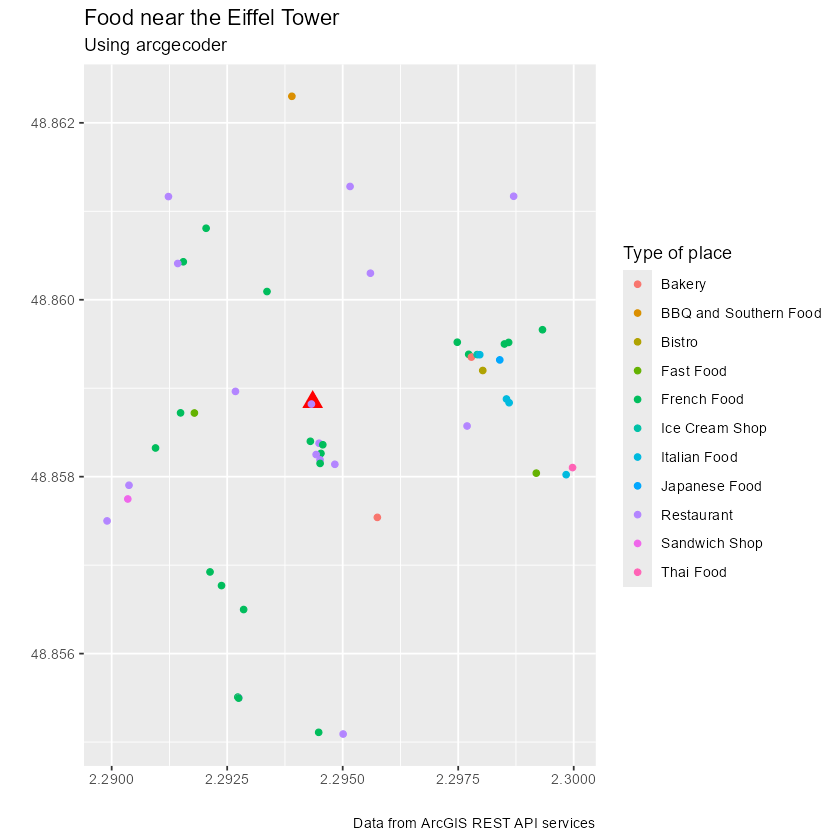 Food near the Eiffel Tower
Using arcgecoder
48.862
48.860
48.858
48.856
2.2900
2.2925
2.2950
2.2975
2.3000
Type of place
Bakery
BBQ and Southern Food
Bistro
Fast Food
French Food
Ice Cream Shop
Italian Food
Japanese Food
Restaurant
Sandwich Shop
Thai Food
Data from ArcGIS REST API services